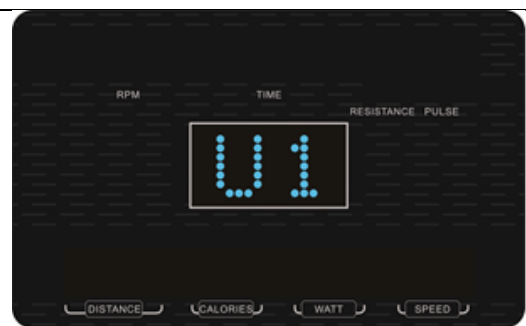 RPM TIME
RESISTANCE PULSE
U1
DISTANCE CALORIES WATT SPEED